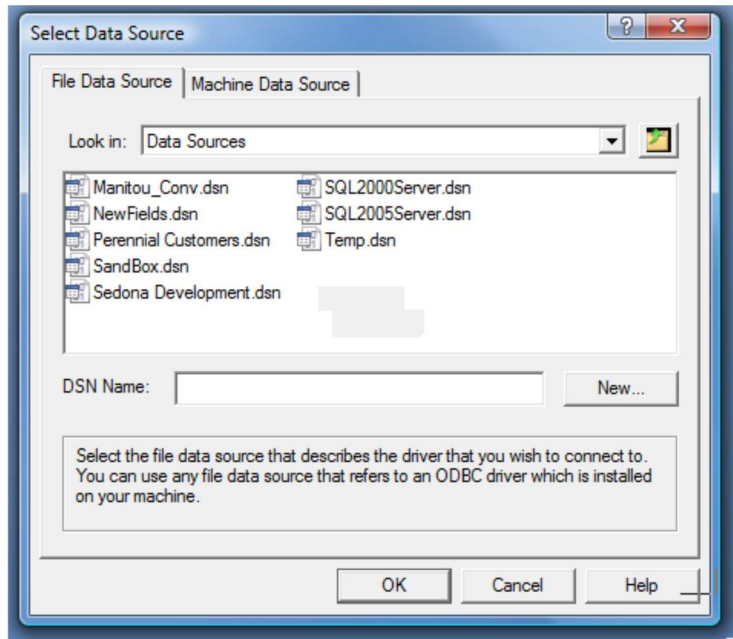 Select Data Source
File Data Source Machine Data Source
Look in: Data Sources
Manitou_Conv.dsn SQL2000Server.dsn
NewFields.dsn SQL2005Server.dsn
Perennial Customers.dsn Temp.dsn
SandBox.dsn
Sedona Development.dsn
DSN Name: New...
Select the file data source that describes the driver that you wish to connect to.
You can use any file data source that refers to an ODBC driver which is installed
on your machine.
OK Cancel Help